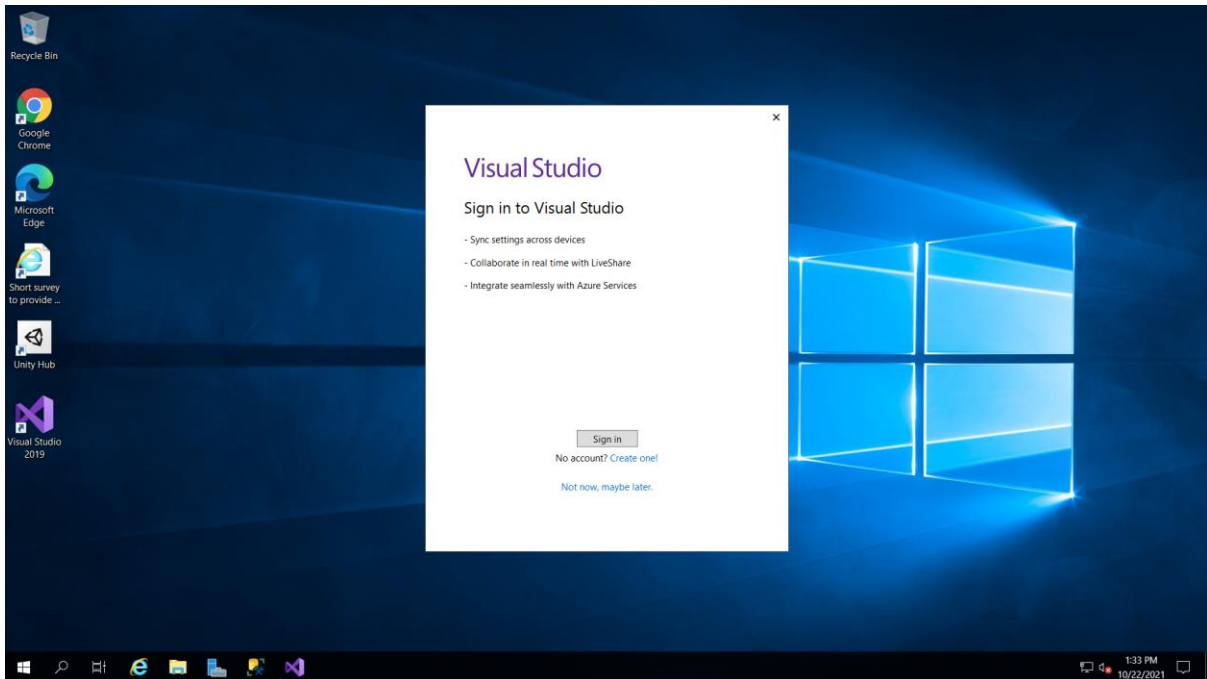 Recycle Bin
Google
Chrome
Microsoft
Edge
Short survey
to provide ...
Unity Hub
Visual Studio
2019
Visual Studio
Sign in to Visual Studio
- Sync settings across devices
- Collaborate in real time with LiveShare
- Integrate seamlessly with Azure Services
Sign in
No account? Create one!
Not now, maybe later.
1:33 PM
10/22/2021